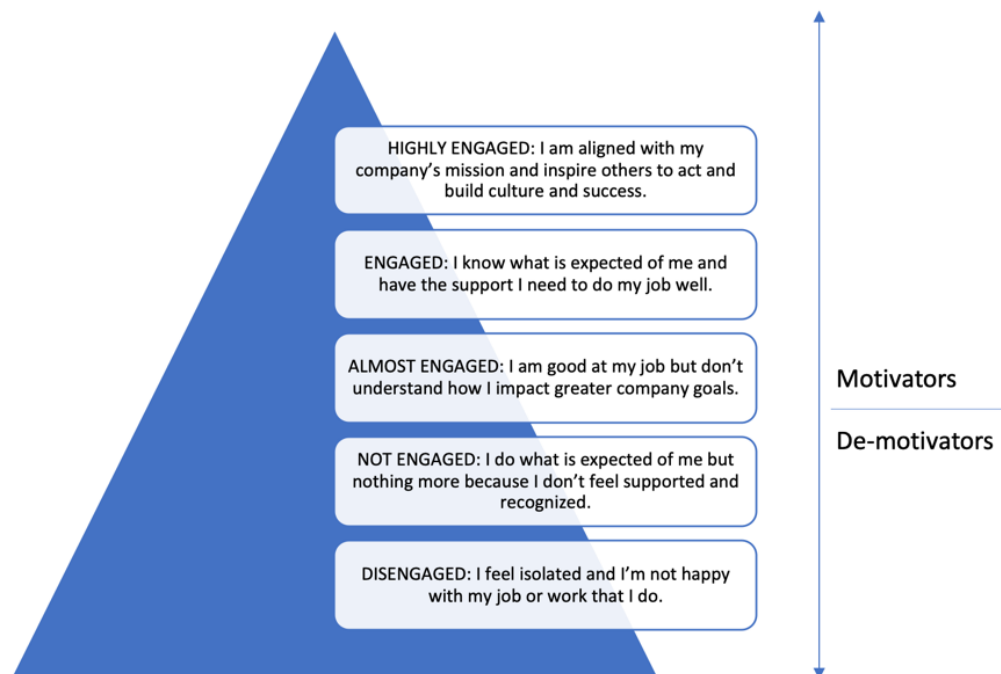 HIGHLY ENGAGED: I am aligned with my
company’s mission and inspire others to act and
build culture and success.
ENGAGED: I know what is expected of me and
have the support I need to do my job well.
ALMOST ENGAGED: I am good at my job but don’t
understand how I impact greater company goals.
Motivators
De-motivators
NOT ENGAGED: I do what is expected of me but
nothing more because I don’t feel supported and
recognized.
DISENGAGED: I feel isolated and I’m not happy
with my job or work that I do.